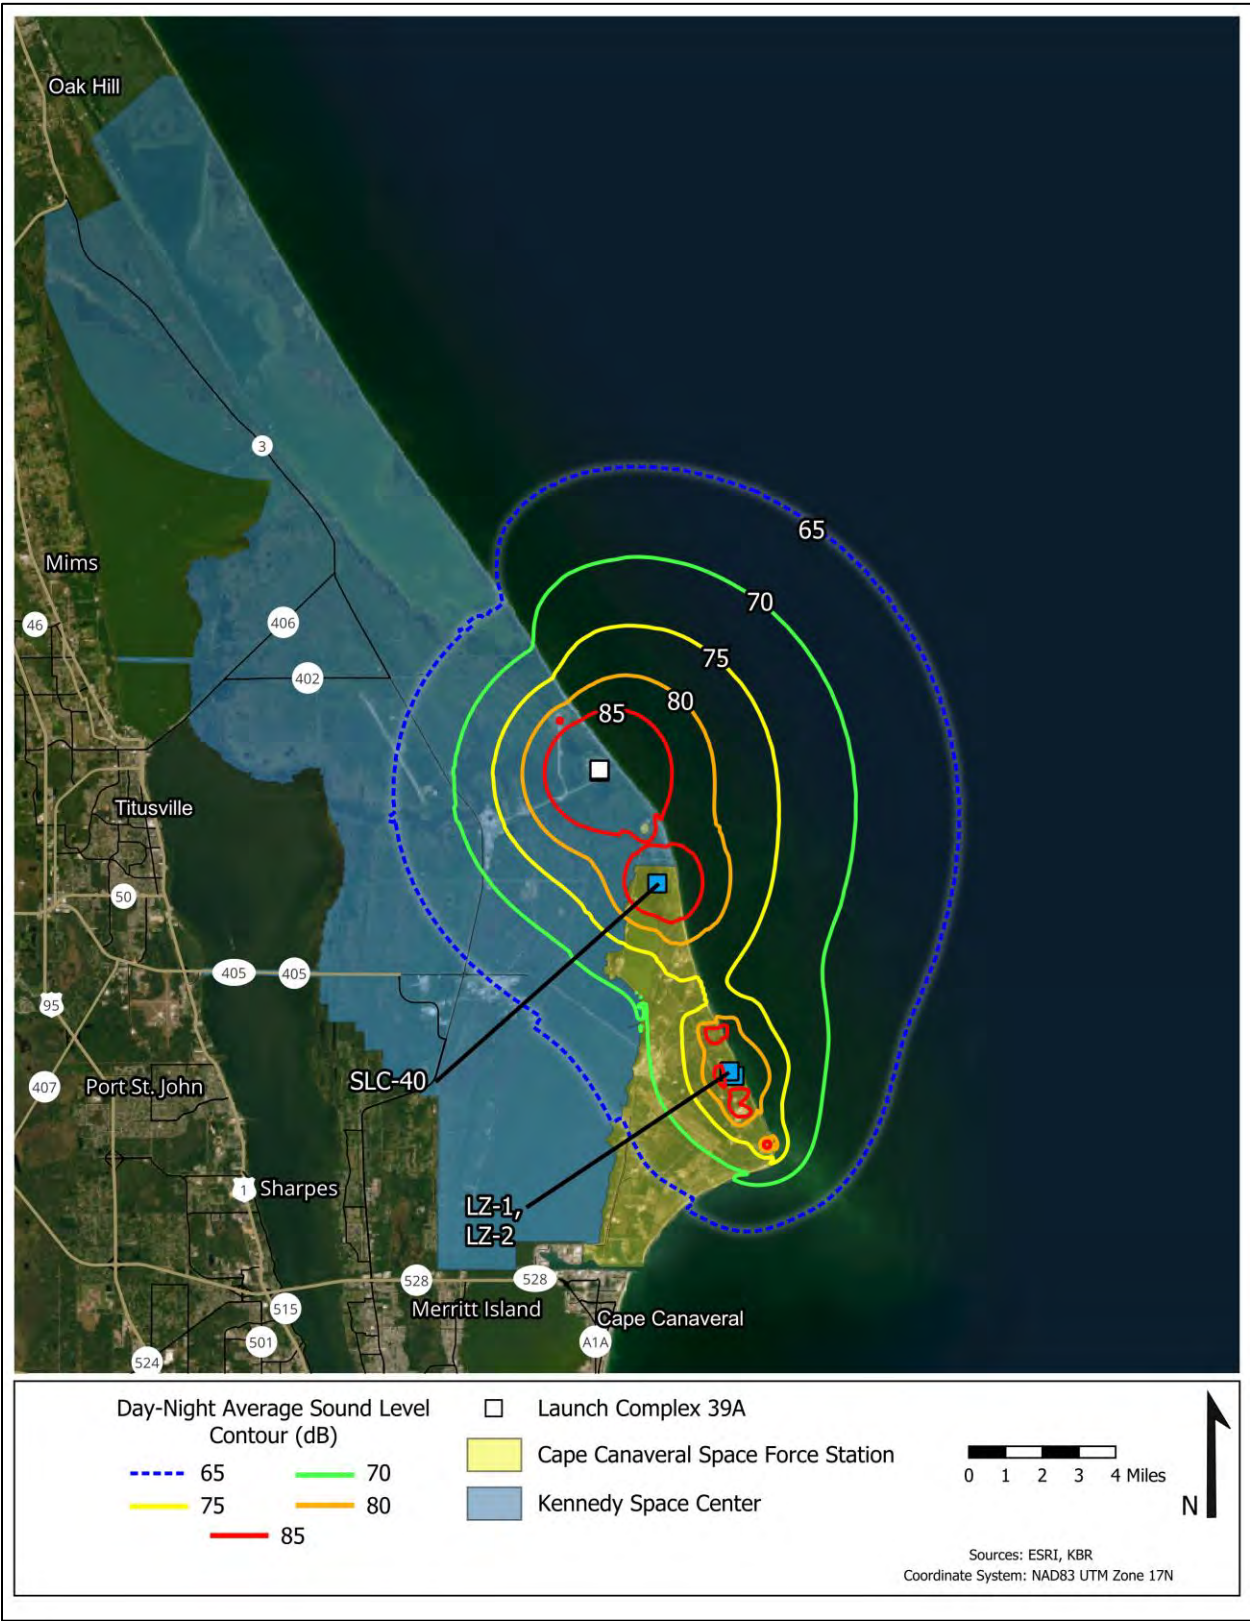 Oak Hill
3
65
Mims
70
406
46
75
402
80
85
Titusville
50
405
405
95
SLC-40
407
Port St. John
1
Sharpes
LZ-1,
LZ-2
528
528
515
Merritt Island
Cape Canaveral
501
A1A
524
Day-Night Average Sound Level
Contour (dB)
65
70
75
80
85
Launch Complex 39A
Cape Canaveral Space Force Station
Kennedy Space Center
0 1 2 3 4 Miles
N
Sources: ESRI, KBR
Coordinate System: NAD83 UTM Zone 17N